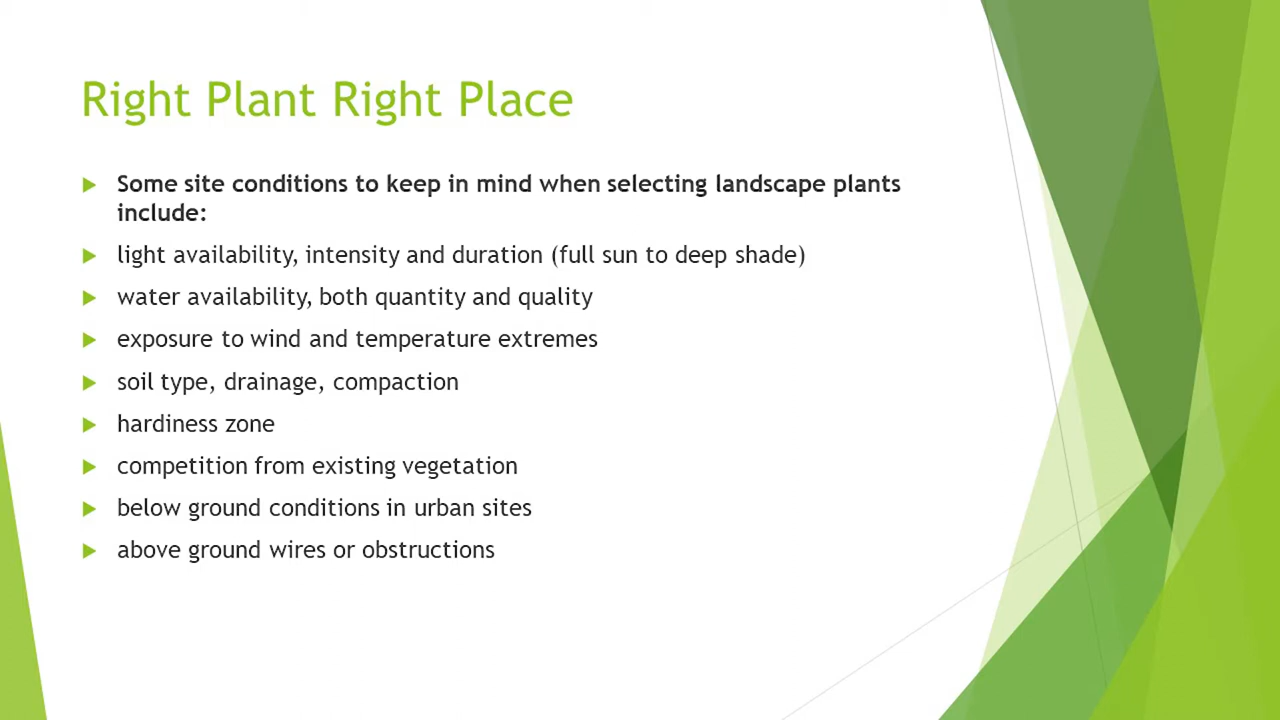 Right Plant Right Place
Some site conditions to keep in mind when selecting landscape plants
include:
light availability, intensity and duration (full sun to deep shade)
water availability, both quantity and quality
exposure to wind and temperature extremes
soil type, drainage, compaction
hardiness zone
competition from existing vegetation
below ground conditions in urban sites
above ground wires or obstructions